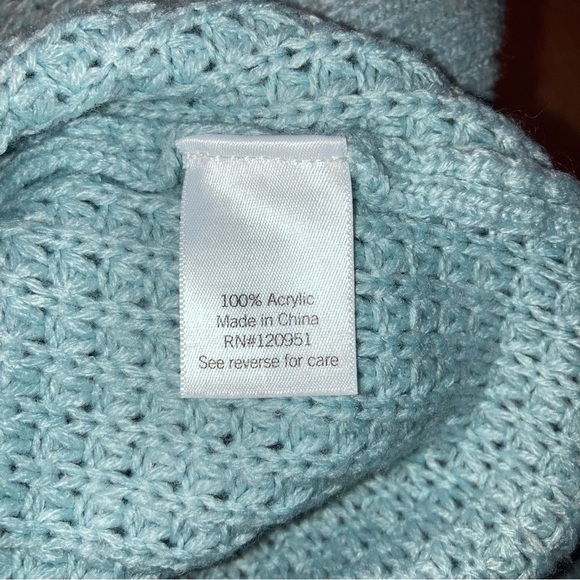 100% Acrylic
Made in China
RN#120951
See reverse for care